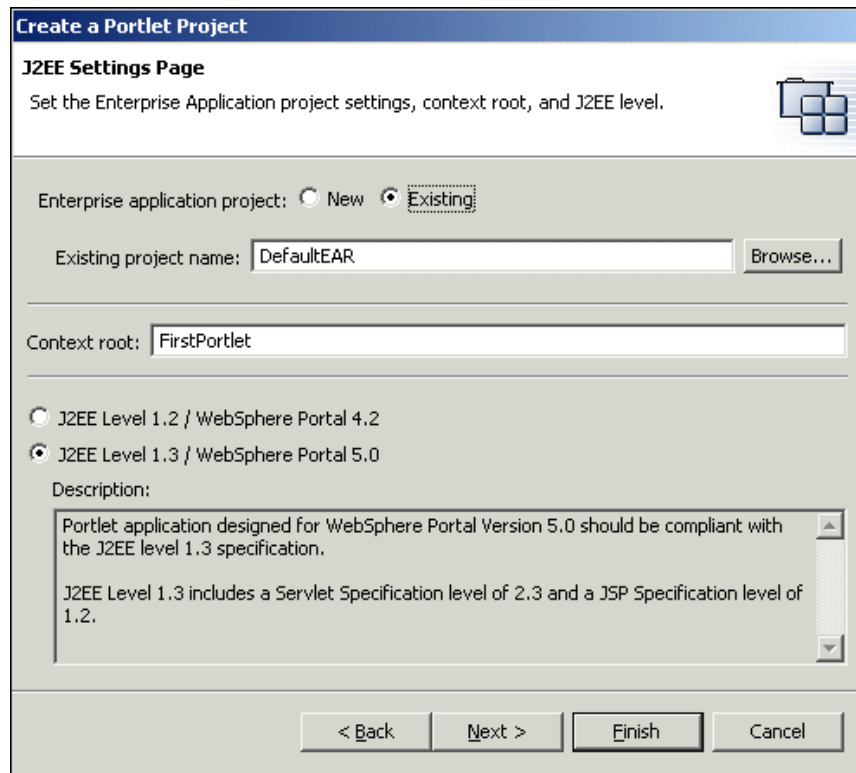 Create a Portlet Project
J2EE Settings Page
Set the Enterprise Application project settings, context root, and J2EE level.
Enterprise application project: New Existing
Existing project name: DefaultEAR Browse...
Context root: FirstPortlet
J2EE Level 1.2 / WebSphere Portal 4.2
J2EE Level 1.3 / WebSphere Portal 5.0
Description:
Portlet application designed for WebSphere Portal Version 5.0 should be compliant with
the J2EE level 1.3 specification.
J2EE Level 1.3 includes a Servlet Specification level of 2.3 and a JSP Specification level of
1.2.
< Back Next > Finish Cancel